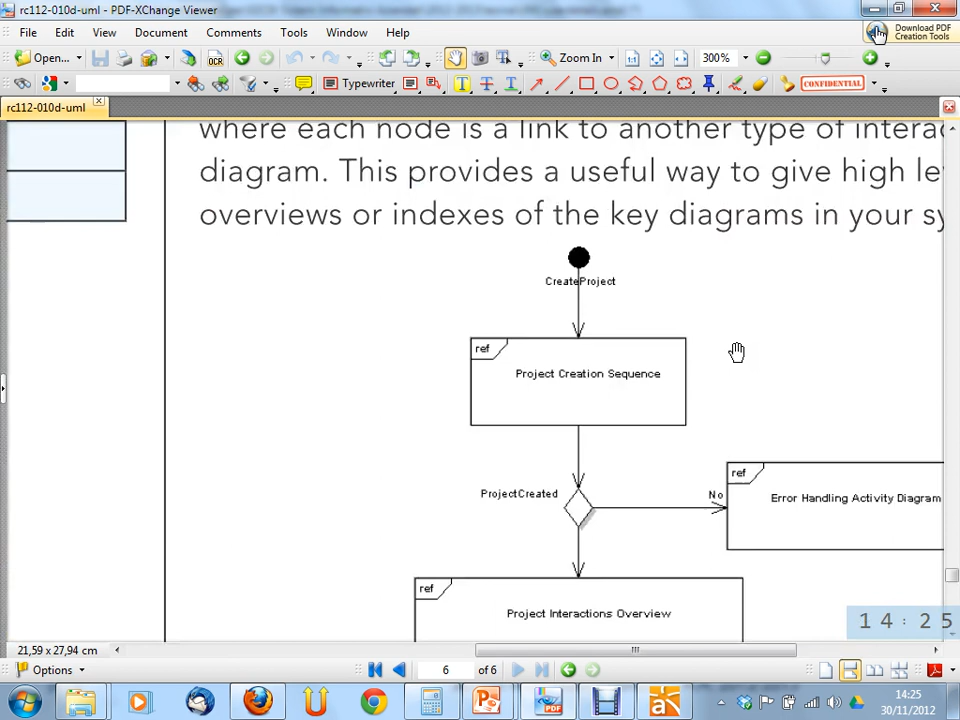 rc112-010d-uml - PDF-XChange Viewer
File Edit View Document Comments Tools Window Help
Download PDF
Creation Tools
Open... OCR Zoom In 300%
Typewriter CONFIDENTIAL
rc112-010d-uml
where each node is a link to another type of interac
diagram. This provides a useful way to give high le
overviews or indexes of the key diagrams in your sy
CreateProject
ref
Project Creation Sequence
ProjectCreated
No
ref
Error Handling Activity Diagram
ref
Project Interactions Overview
14:25
21,59 x 27,94 cm
Options 6 of 6
14:25
30/11/2012